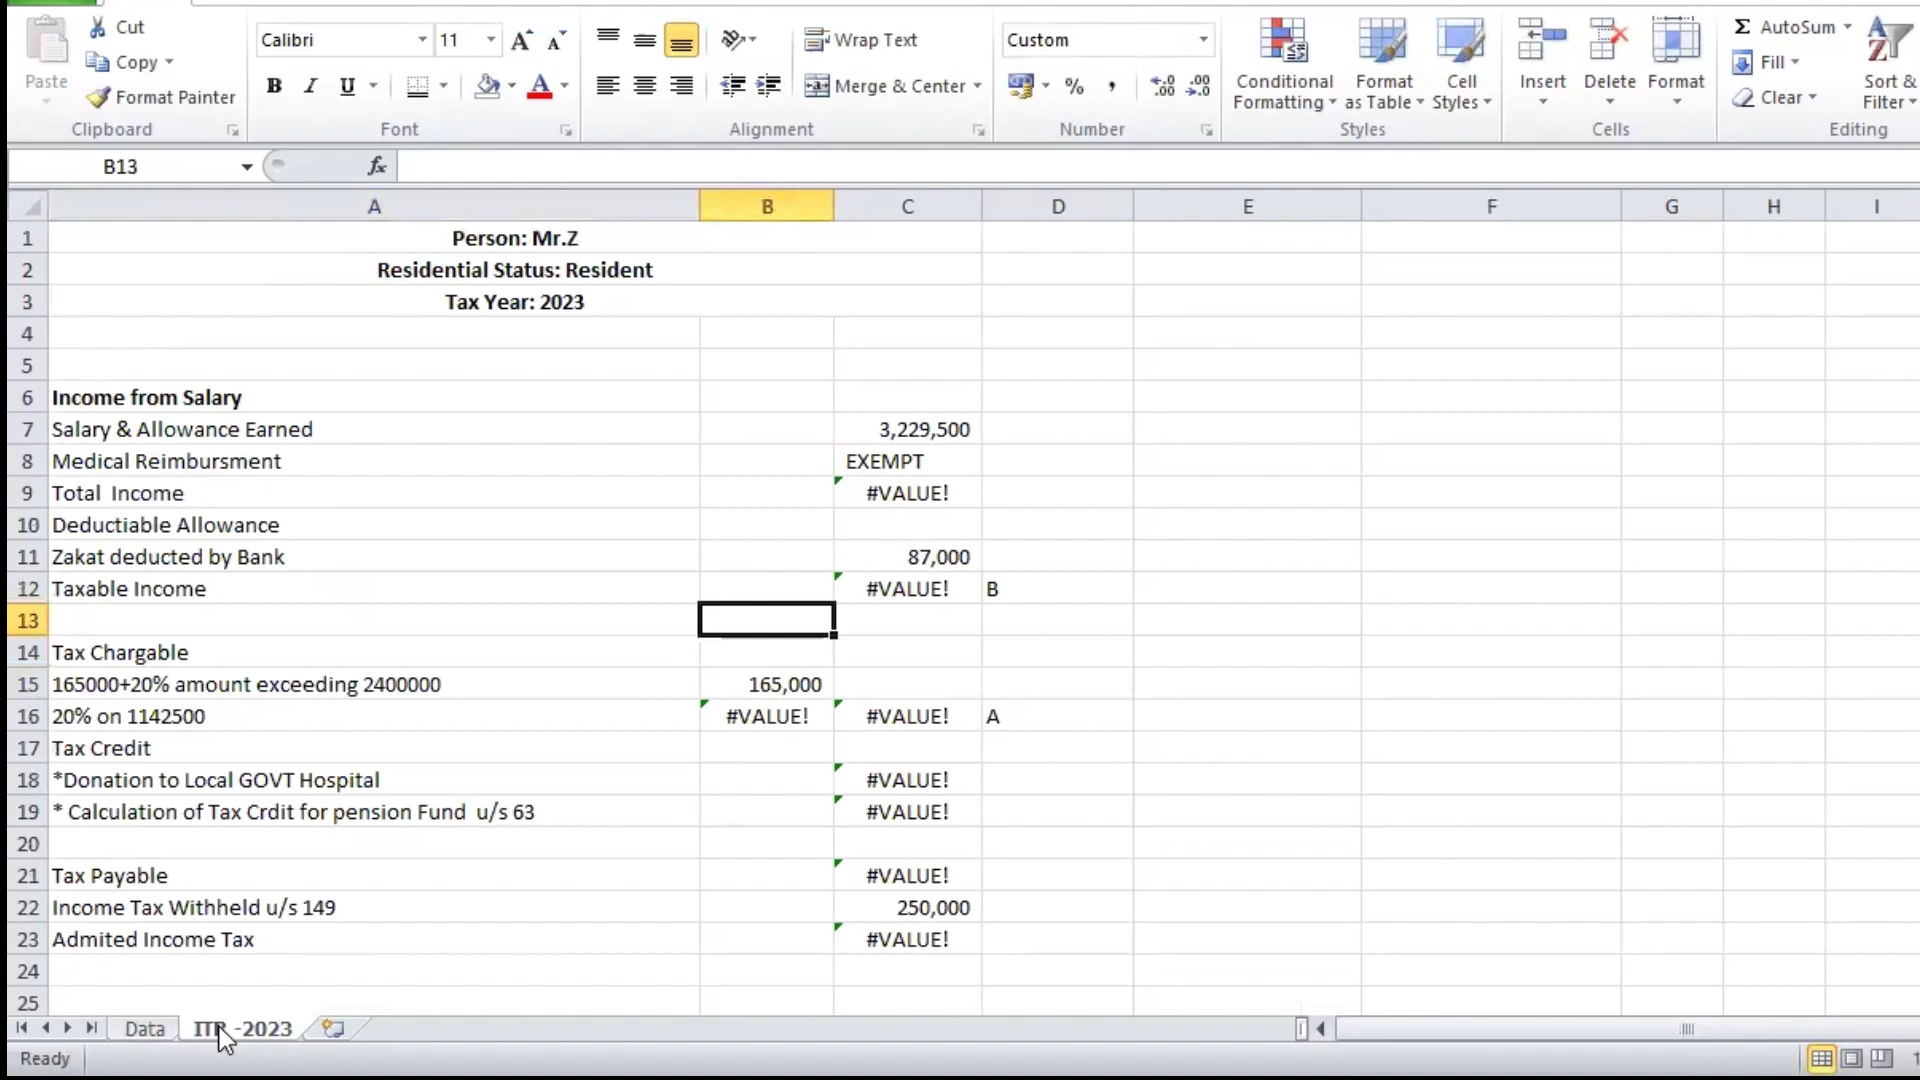 Cut
Calibri
11
Wrap Text
Custom
AutoSum
Paste
Copy
Fill
Format Painter
B I U
Merge & Center
%
,
Conditional Formatting
Format as Table
Cell Styles
Insert
Delete
Format
Clear
Sort & Filter
Clipboard
Font
Alignment
Number
Styles
Cells
Editing
B13
fx
A B C D E F G H I
1 Person: Mr.Z
2 Residential Status: Resident
3 Tax Year: 2023
4
5
6 Income from Salary
7 Salary & Allowance Earned 3,229,500
8 Medical Reimbursment EXEMPT
9 Total Income #VALUE!
10 Deductiable Allowance
11 Zakat deducted by Bank 87,000
12 Taxable Income #VALUE! B
13
14 Tax Chargable
15 165000+20% amount exceeding 2400000 165,000
16 20% on 1142500 #VALUE! #VALUE! A
17 Tax Credit
18 *Donation to Local GOVT Hospital #VALUE!
19 * Calculation of Tax Crdit for pension Fund u/s 63 #VALUE!
20
21 Tax Payable #VALUE!
22 Income Tax Withheld u/s 149 250,000
23 Admited Income Tax #VALUE!
24
25
Data -2023
Ready